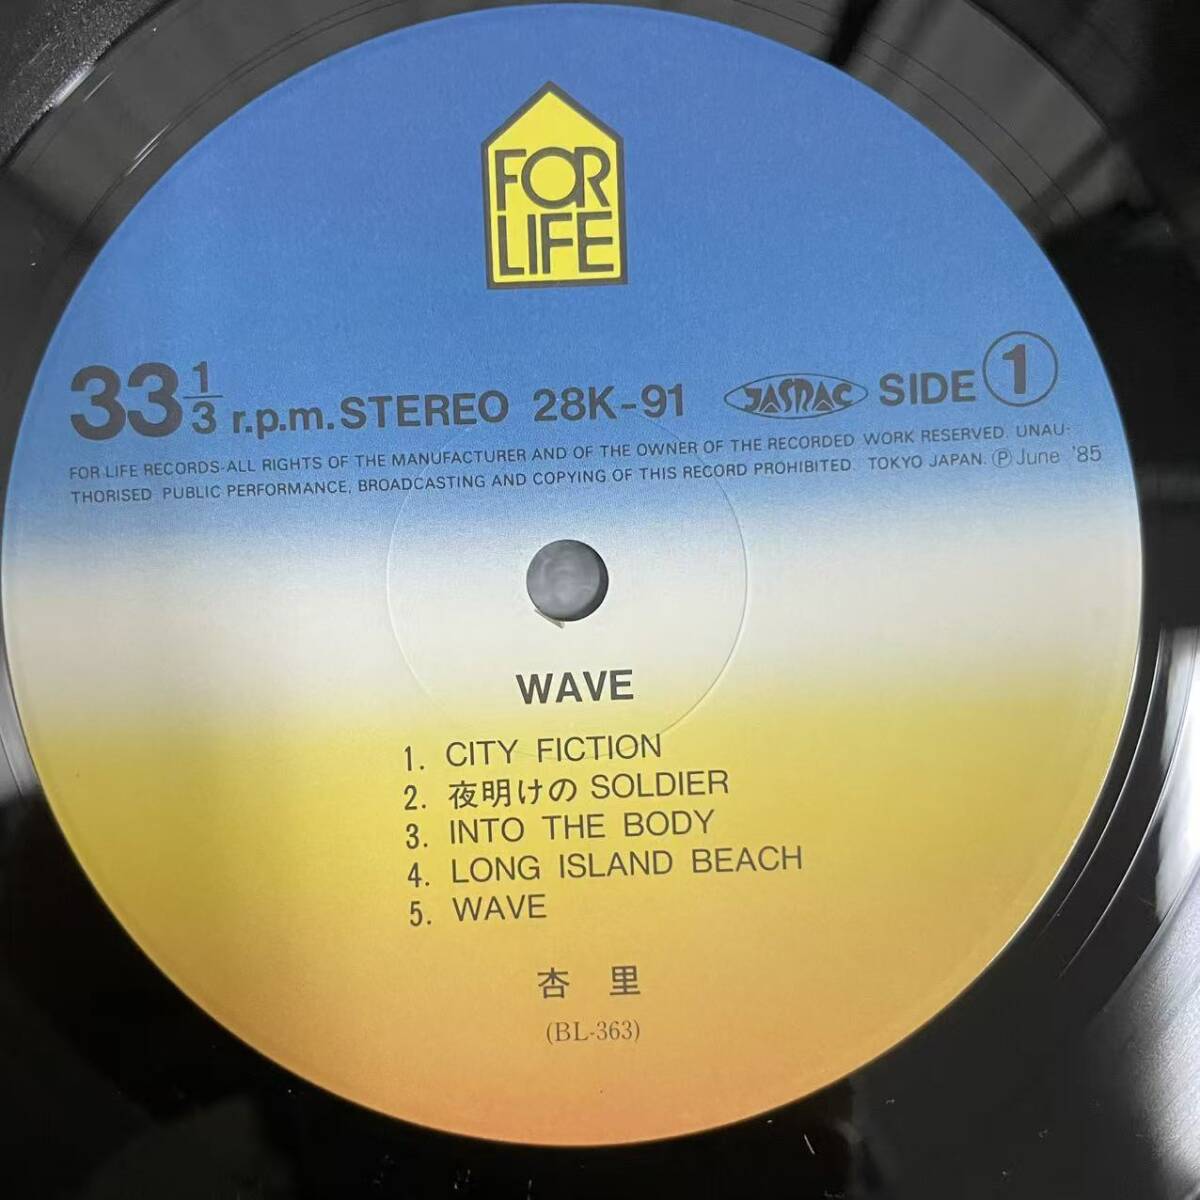 FOR
LIFE
33 1/3 r.p.m. STEREO 28K-91 JASRAC SIDE 1
FOR LIFE RECORDS·ALL RIGHTS OF THE MANUFACTURER AND OF THE OWNER OF THE RECORDED WORK RESERVED. UNAU-
THORISED PUBLIC PERFORMANCE, BROADCASTING AND COPYING OF THIS RECORD PROHIBITED. TOKYO JAPAN. Ⓟ June '85
WAVE
1. CITY FICTION
2. 夜明けの SOLDIER
3. INTO THE BODY
4. LONG ISLAND BEACH
5. WAVE
杏 里
(BL-363)